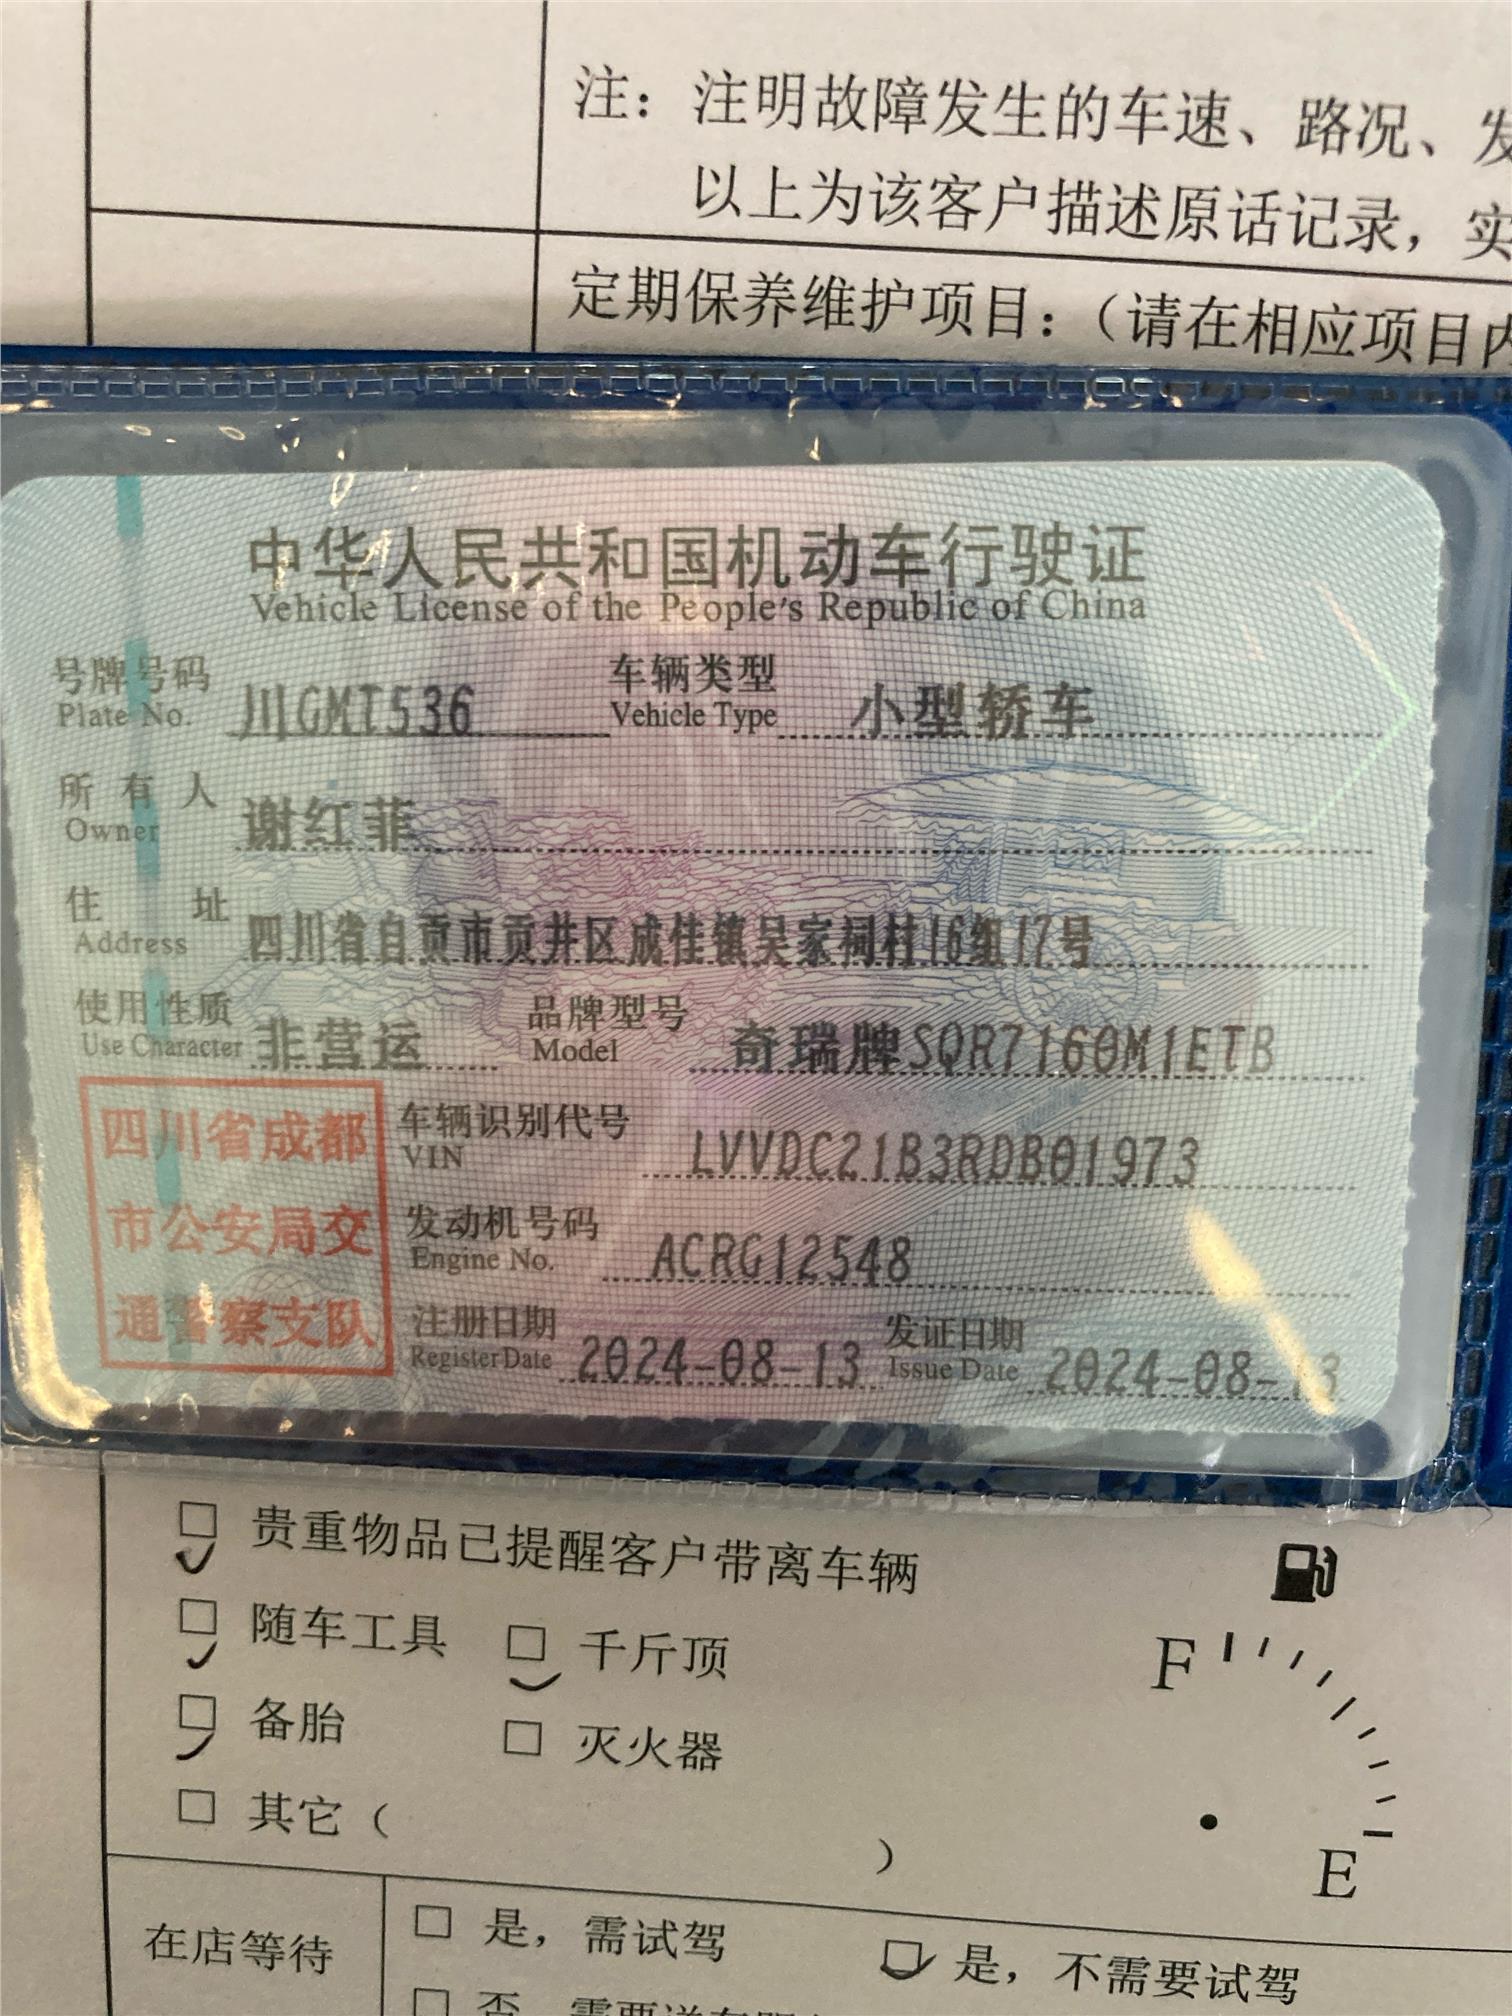 注：注明故障发生的车速、路况、发
以上为该客户描述原话记录，实
定期保养维护项目：（请在相应项目内
中华人民共和国机动车行驶证
Vehicle License of the People's Republic of China
号牌号码 川GMT536 车辆类型 小型轿车
Plate No. Vehicle Type
所有人 谢红菲
Owner
住址 四川省自贡市贡井区成佳镇吴家祠村16组17号
Address
使用性质 非营运 品牌型号 奇瑞牌SQR7160M1ETB
Use Character Model
四川省成都
市公安局交
通警察支队
车辆识别代号 LVVDC21B3RDB01973
VIN
发动机号码 ACRG12548
Engine No.
注册日期 2024-08-13 发证日期 2024-08-13
Register Date Issue Date
贵重物品已提醒客户带离车辆
随车工具 千斤顶
备胎 灭火器
其它（ ）
F
E
在店等待
是，需试驾 是，不需要试驾